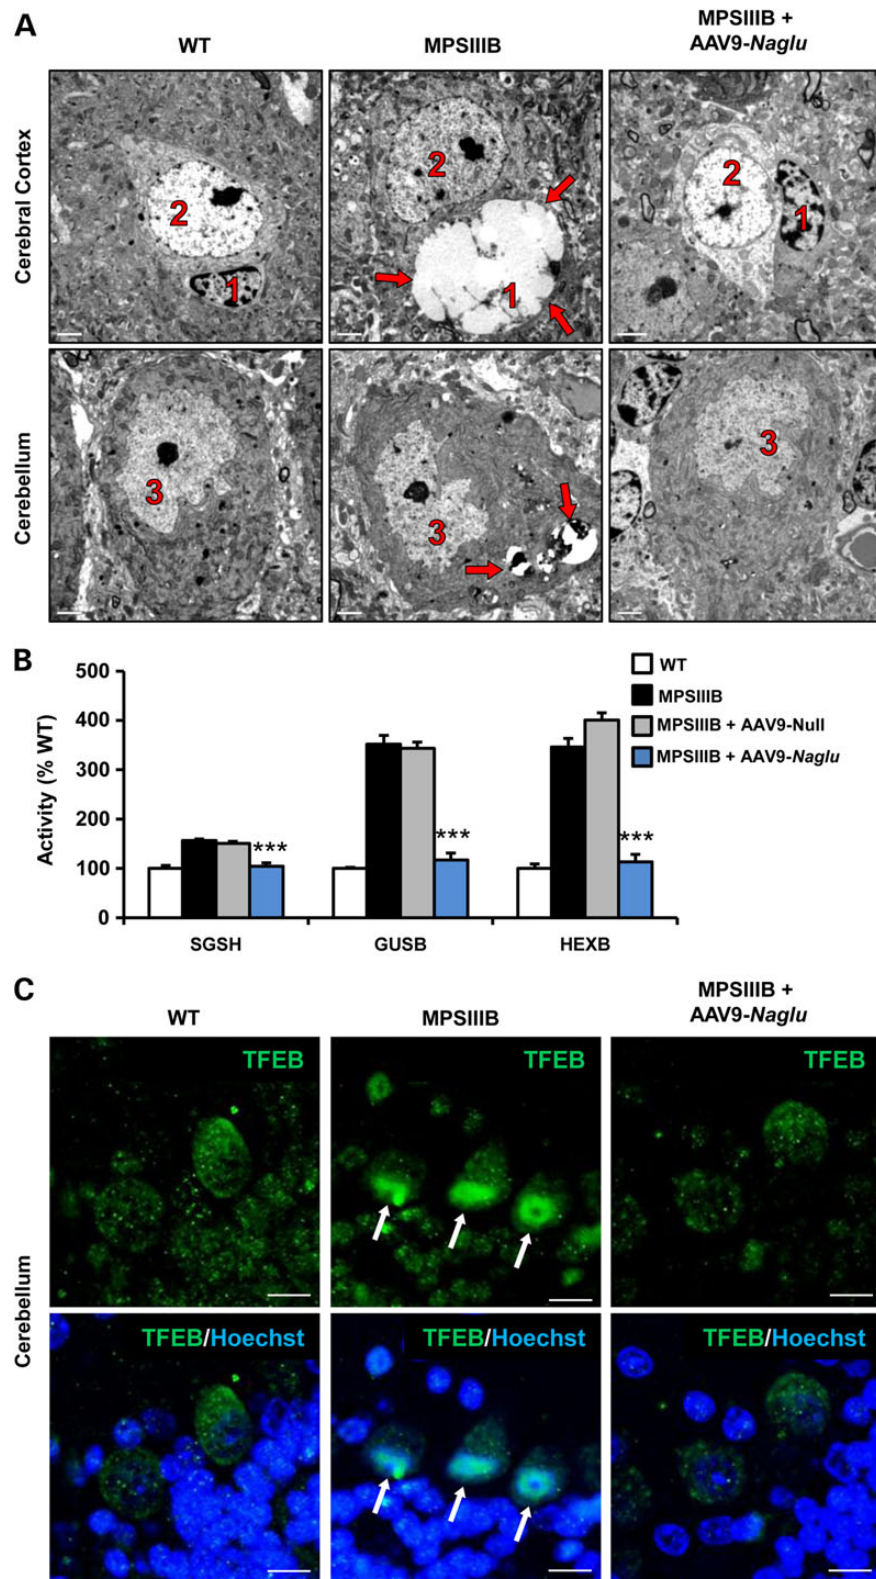 A
WT
MPSIIIB
MPSIIIB +
AAV9-Naglu
Cerebral Cortex
2
1
2
1
2
1
Cerebellum
3
3
3
B
Activity (% WT)
500
400
300
200
100
0
***
***
***
SGSH
GUSB
HEXB
WT
MPSIIIB
MPSIIIB + AAV9-Null
MPSIIIB + AAV9-Naglu
C
WT
MPSIIIB
MPSIIIB +
AAV9-Naglu
Cerebellum
TFEB
TFEB
TFEB
TFEB/Hoechst
TFEB/Hoechst
TFEB/Hoechst